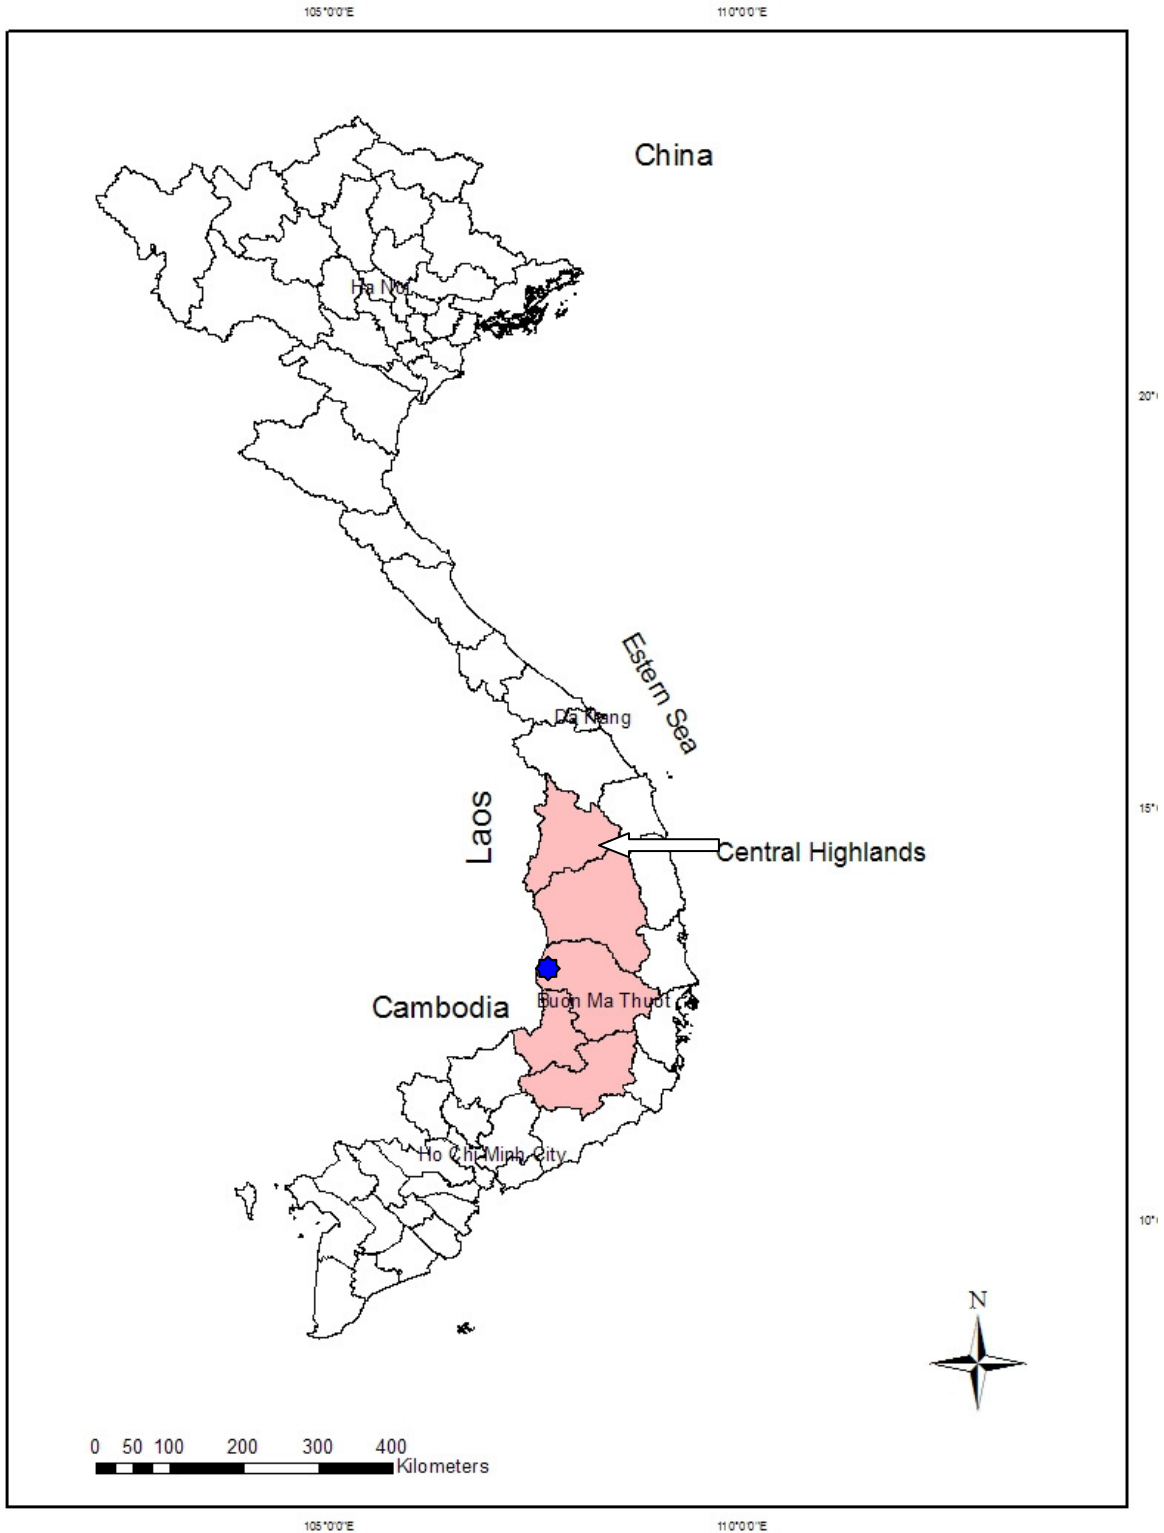 105°0'0"E 110°0'0"E
China
Ha Noi
20°
Estern Sea
Da Nang
Laos
15°
Central Highlands
Cambodia
Buon Ma Thuot
Ho Chi Minh City
10°
N
0 50 100 200 300 400
Kilometers
105°0'0"E 110°0'0"E